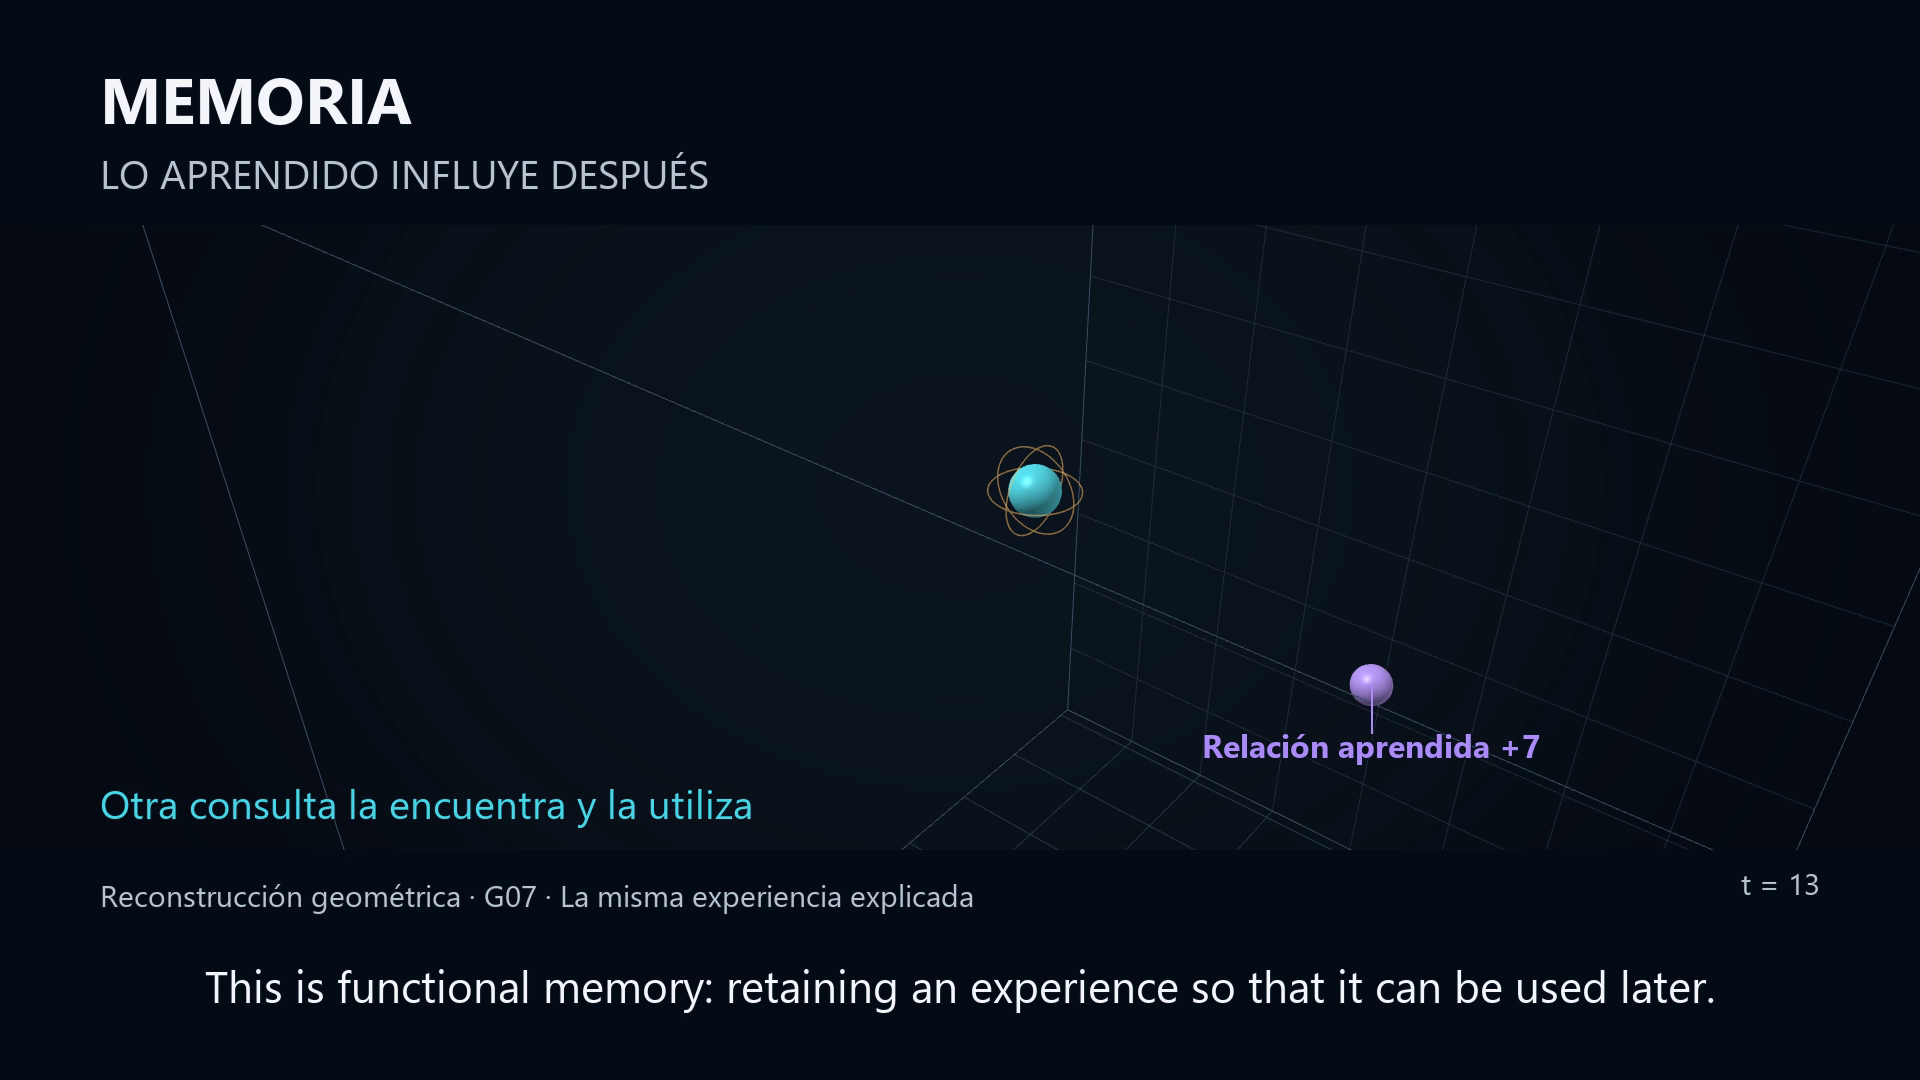 MEMORIA
LO APRENDIDO INFLUYE DESPUÉS
Relación aprendida +7
Otra consulta la encuentra y la utiliza
Reconstrucción geométrica · G07 · La misma experiencia explicada
t = 13
This is functional memory: retaining an experience so that it can be used later.